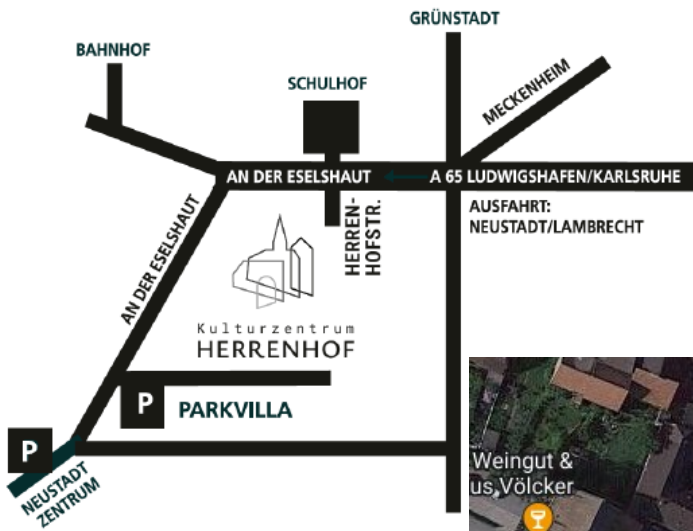 GRÜNSTADT
BAHNHOF
SCHULHOF
MECKENHEIM
AN DER ESELSHAUT
A 65 LUDWIGSHAFEN/KARLSRUHE
AUSFAHRT:
NEUSTADT/LAMBRECHT
HERREN-
HOFSTR.
AN DER ESELSHAUT
Kulturzentrum
HERRENHOF
P
PARKVILLA
P
NEUSTADT
ZENTRUM
Weingut &
us Völcker